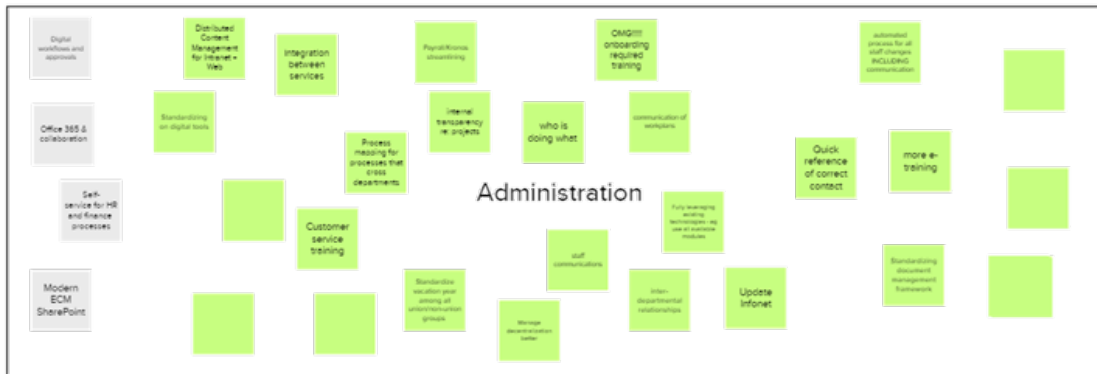 Digital
workflows and
approvals
Distributed
Content
Management
for Intranet +
Web
Integration
between
services
Payroll/Kronos
streamlining
OMG!!!!
onboarding
required
training
automated
process for all
staff changes
INCLUDING
communication
Office 365 &
collaboration
Standardizing
on digital tools
Process
mapping for
processes that
cross
departments
internal
transparency
re: projects
who is
doing what
communication of
workplans
Quick
reference
of correct
contact
more e-
training
Self-
service for HR
and finance
processes
Administration
Customer
service
training
Fully leveraging
existing
technologies - eg
use all available
modules
staff
communications
Modern
ECM
SharePoint
Standardize
vacation year
among all
union/non-union
groups
Manage
decentralization
better
Inter-
departmental
relationships
Update
Infonet
Standardizing
document
management
framework